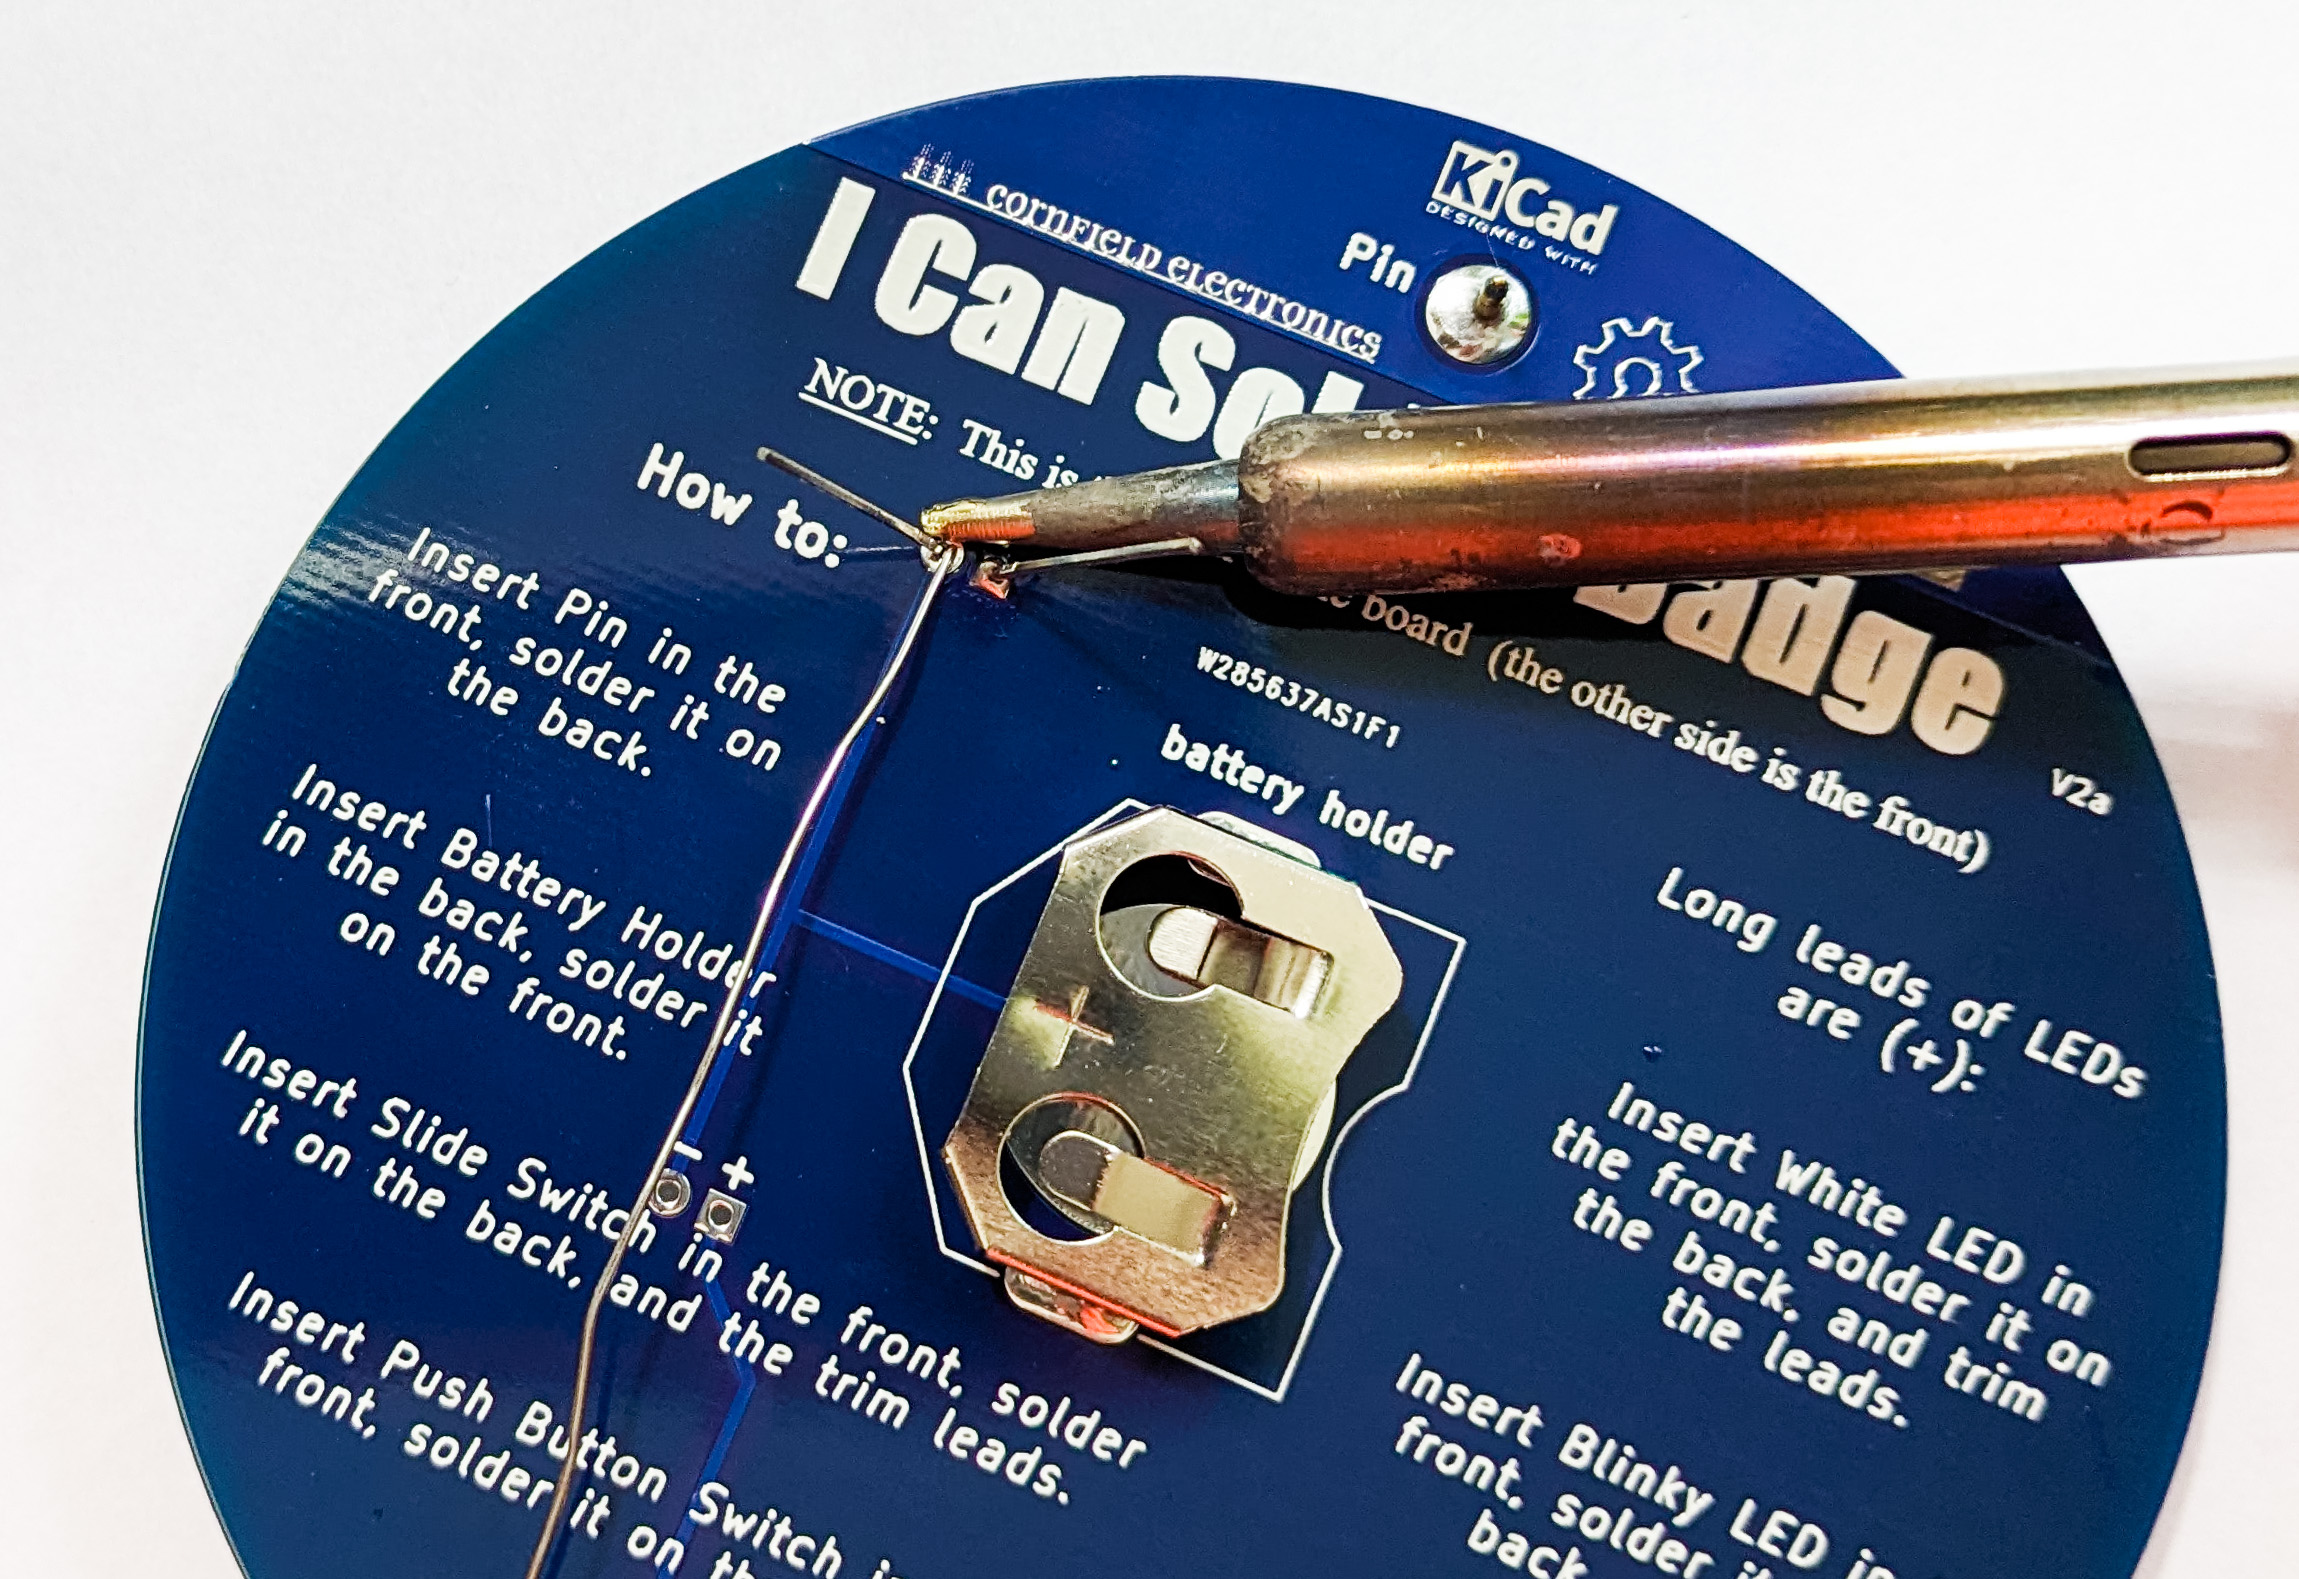 KiCad
DESIGNED WITH
cornfield electronics
Pin
I Can Sol Badge
NOTE: This is
board (the other side is the front)
v2a
How to:
Insert Pin in the
front, solder it on
the back.
Insert Battery Holder
in the back, solder it
on the front.
Insert Slide Switch in the front, solder
it on the back, and the trim leads.
Insert Push Button Switch
front, solder it on
W285637AS1F1
battery holder
+
- +
Long leads of LEDs
are (+):
Insert White LED in
the front, solder it on
the back, and trim
the leads.
Insert Blinky LED in
front, solder it
back